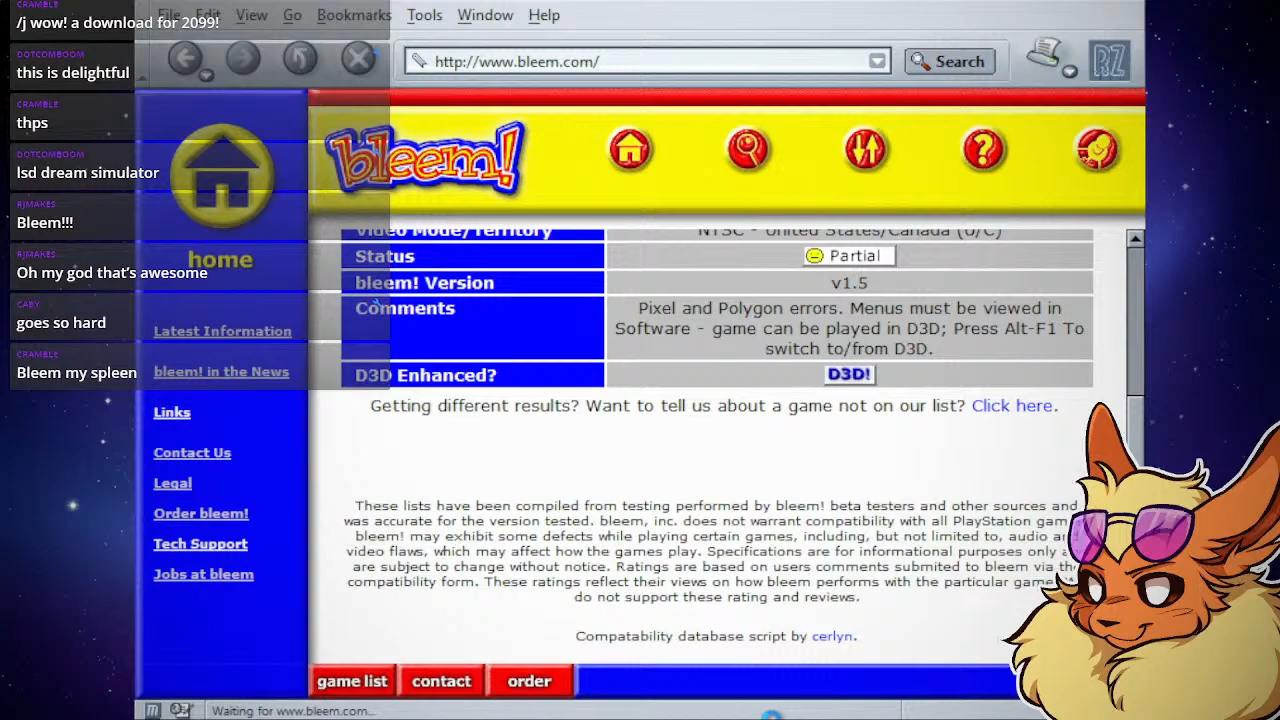 /j wow! a download for 2099!
DOTCOMBOOM
this is delightful
CRAMBLE
thps
DOTCOMBOOM
lsd dream simulator
RJMAKES
Bleem!!!
RJMAKES
Oh my god that's awesome
CABY
goes so hard
CRAMBLE
Bleem my spleen
File Edit View Go Bookmarks Tools Window Help
http://www.bleem.com/
Search
RZ
bleem!
home
Latest Information
bleem! in the News
Links
Contact Us
Legal
Order bleem!
Tech Support
Jobs at bleem
Video Mode/Territory NTSC - United States/Canada (U/C)
Status Partial
bleem! Version v1.5
Comments Pixel and Polygon errors. Menus must be viewed in
Software - game can be played in D3D; Press Alt-F1 To
switch to/from D3D.
D3D Enhanced? D3D!
Getting different results? Want to tell us about a game not on our list? Click here.
These lists have been compiled from testing performed by bleem! beta testers and other sources and
was accurate for the version tested. bleem, inc. does not warrant compatibility with all PlayStation gam
bleem! may exhibit some defects while playing certain games, including, but not limited to, audio a
video flaws, which may affect how the games play. Specifications are for informational purposes only
are subject to change without notice. Ratings are based on users comments submited to bleem via the
compatibility form. These ratings reflect their views on how bleem performs with the particular game.
do not support these rating and reviews.
Compatability database script by cerlyn.
game list contact order
Waiting for www.bleem.com...